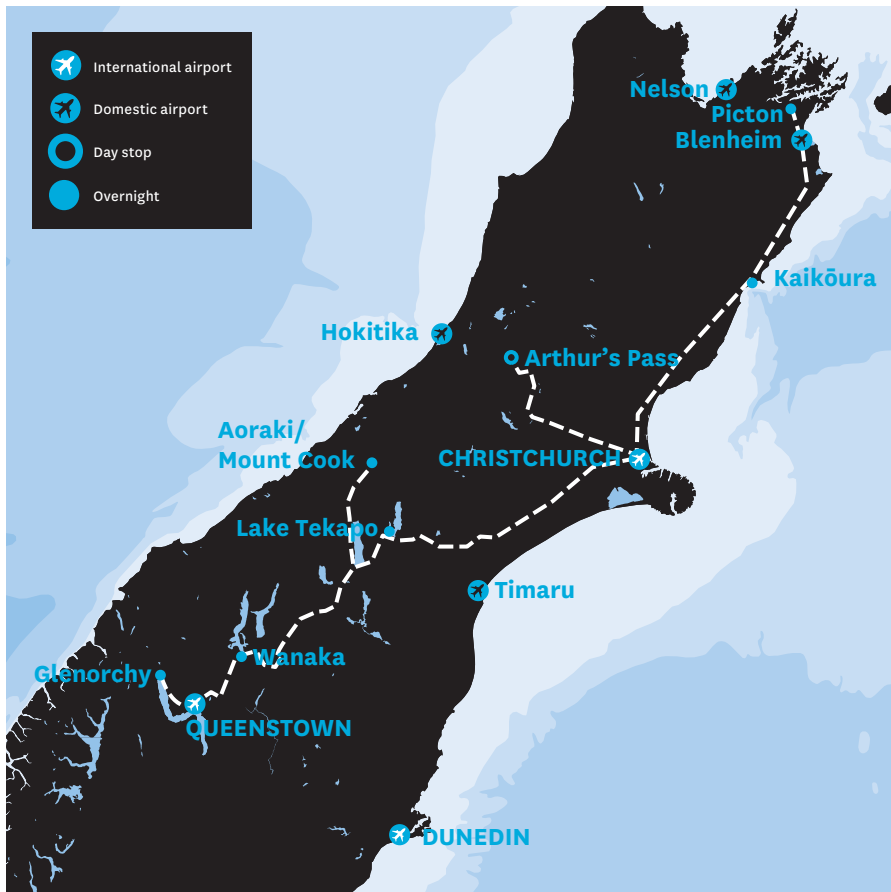 International airport
Domestic airport
Day stop
Overnight
Nelson
Picton
Blenheim
Kaikōura
Hokitika
Arthur's Pass
Aoraki/
Mount Cook
CHRISTCHURCH
Lake Tekapo
Timaru
Wanaka
Glenorchy
QUEENSTOWN
DUNEDIN